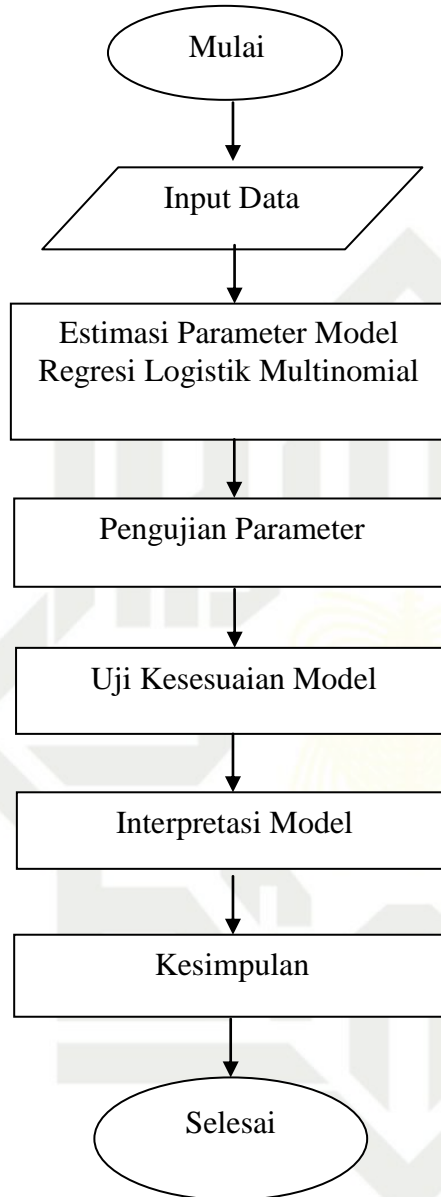 Mulai
Input Data
Estimasi Parameter Model
Regresi Logistik Multinomial
Pengujian Parameter
Uji Kesesuaian Model
Interpretasi Model
Kesimpulan
Selesai